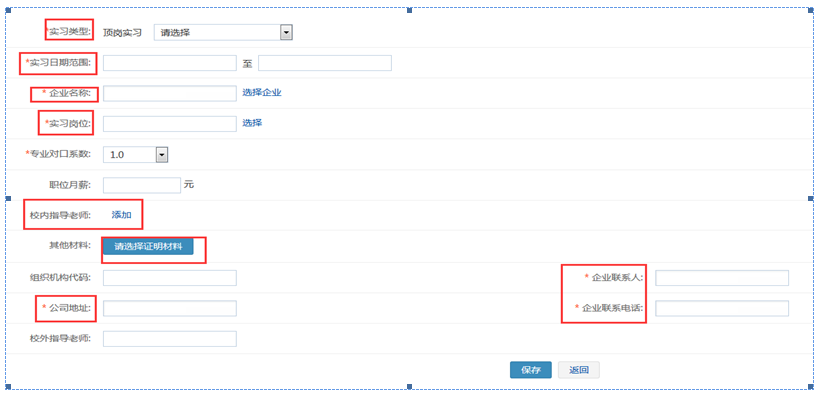 *实习类型: 顶岗实习 请选择
*实习日期范围: 至
* 企业名称: 选择企业
*实习岗位: 选择
*专业对口系数: 1.0
职位月薪: 元
校内指导老师: 添加
其他材料: 请选择证明材料
组织机构代码: * 企业联系人:
* 公司地址: * 企业联系电话:
校外指导老师:
保存 返回